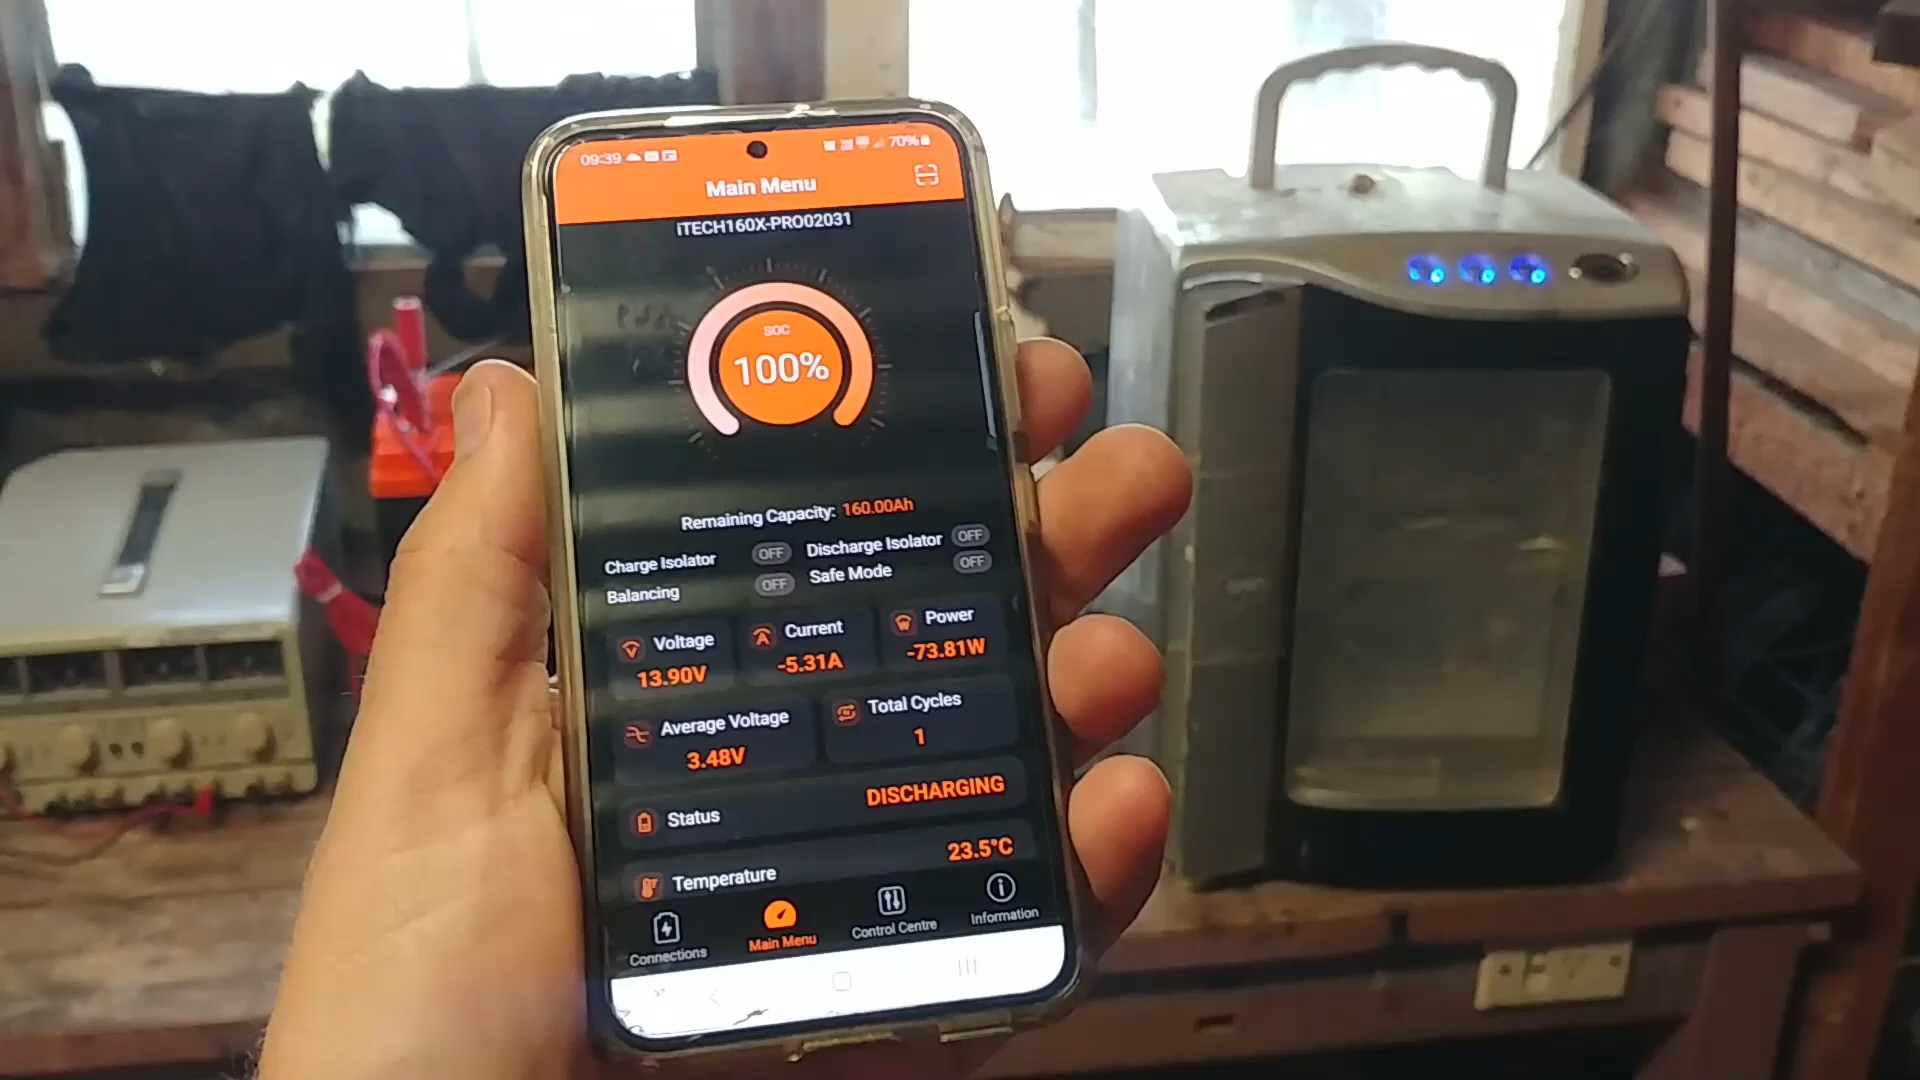 09:39 70%
Main Menu
iTECH160X-PRO02031
SOC
100%
Remaining Capacity: 160.00Ah
Charge Isolator OFF Discharge Isolator OFF
Balancing OFF Safe Mode OFF
Voltage Current Power
13.90V -5.31A -73.81W
Average Voltage Total Cycles
3.48V 1
Status DISCHARGING
Temperature 23.5°C
Connections Main Menu Control Centre Information